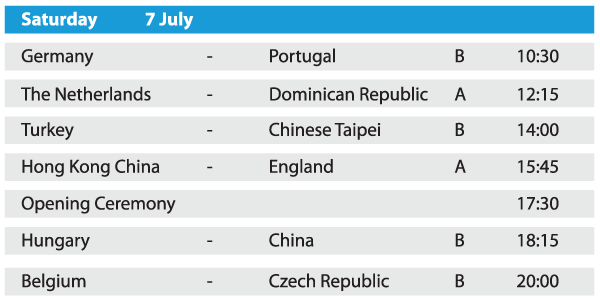 Saturday 7 July
Germany - Portugal B 10:30
The Netherlands - Dominican Republic A 12:15
Turkey - Chinese Taipei B 14:00
Hong Kong China - England A 15:45
Opening Ceremony 17:30
Hungary - China B 18:15
Belgium - Czech Republic B 20:00